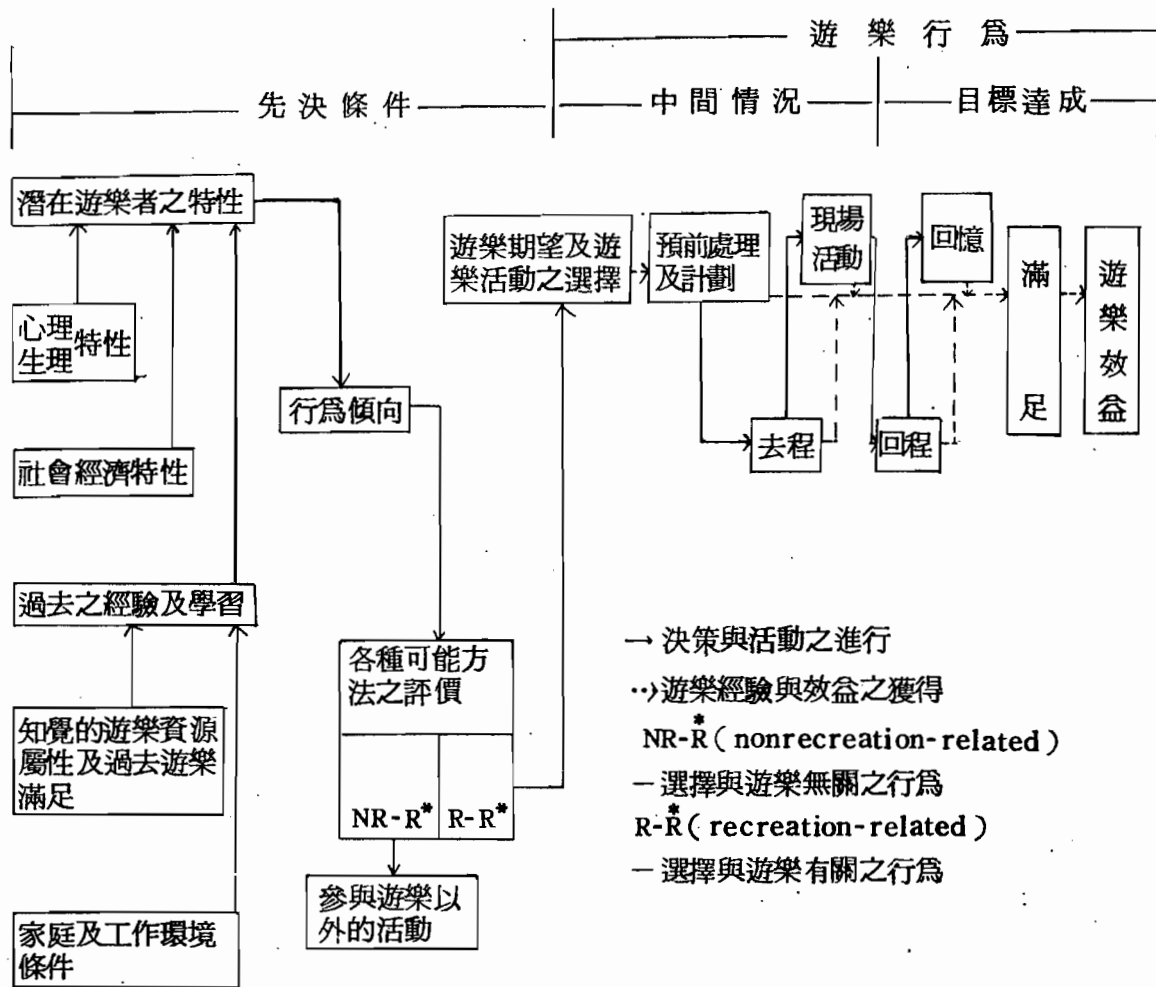 遊樂行爲
先決條件
中間情況
目標達成
潛在遊樂者之特性
心理
生理
特性
社會經濟特性
過去之經驗及學習
知覺的遊樂資源
屬性及過去遊樂
滿足
家庭及工作環境
條件
行爲傾向
各種可能方
法之評價
NR-R*
R-R*
參與遊樂以
外的活動
遊樂期望及遊
樂活動之選擇
預前處理
及計劃
去程
現場
活動
回程
回憶
滿足
遊樂效益
→ 決策與活動之進行
⇢遊樂經驗與效益之獲得
NR-R* (nonrecreation-related)
—選擇與遊樂無關之行爲
R-R* (recreation-related)
—選擇與遊樂有關之行爲